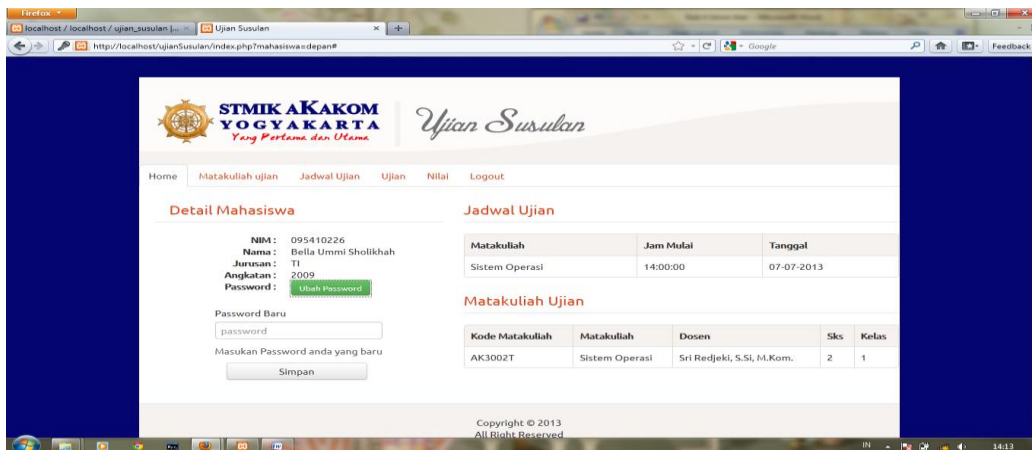 Firefox
localhost / localhost / ujian_susulan |...
Ujian Susulan
http://localhost/ujianSusulan/index.php?mahasiswa=depan#
Google
Feedback
STMIK AKAKOM
YOGYAKARTA
Yang Pertama dan Utama
Ujian Susulan
Home Matakuliah ujian Jadwal Ujian Ujian Nilai Logout
Detail Mahasiswa
NIM : 095410226
Nama : Bella Ummi Sholikhah
Jurusan : TI
Angkatan : 2009
Password : Ubah Password
Password Baru
password
Masukan Password anda yang baru
Simpan
Jadwal Ujian
Matakuliah Jam Mulai Tanggal
Sistem Operasi 14:00:00 07-07-2013
Matakuliah Ujian
Kode Matakuliah Matakuliah Dosen Sks Kelas
AK3002T Sistem Operasi Sri Redjeki, S.Si, M.Kom. 2 1
Copyright © 2013
All Right Reserved
IN 14:13